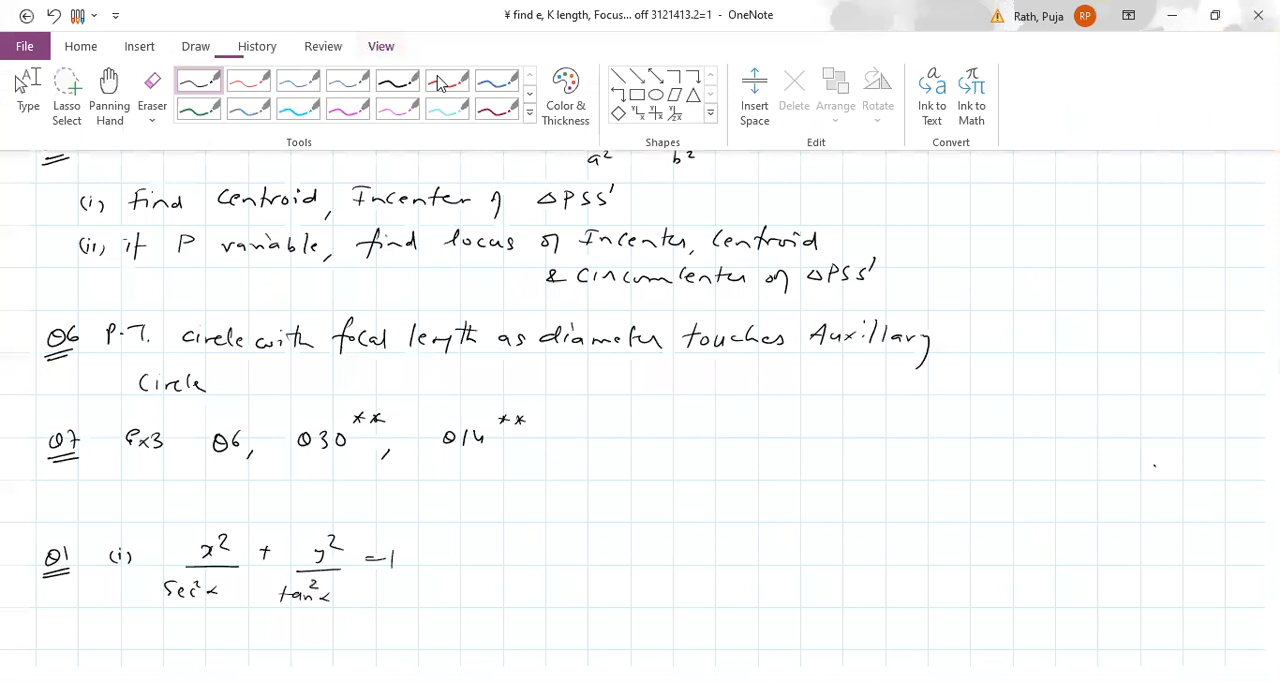 ¥ find e, K length, Focus... off 3121413.2=1 - OneNote
Rath, Puja RP
File Home Insert Draw History Review View
Type Lasso Select Panning Hand Eraser Color & Thickness Insert Space Delete Arrange Rotate Ink to Text Ink to Math
Tools Shapes Edit Convert
a² b²
(i) find Centroid, Incenter of △PSS'
(ii) if P variable, find locus of Incenter, Centroid
& Circumcenter of △PSS'
Q6 P.T. circle with focal length as diameter touches Auxillary
Circle
Q7 Ex3 Q6, Q30**, Q14**
Q1 (i) x²/sec²α + y²/tan²α =1